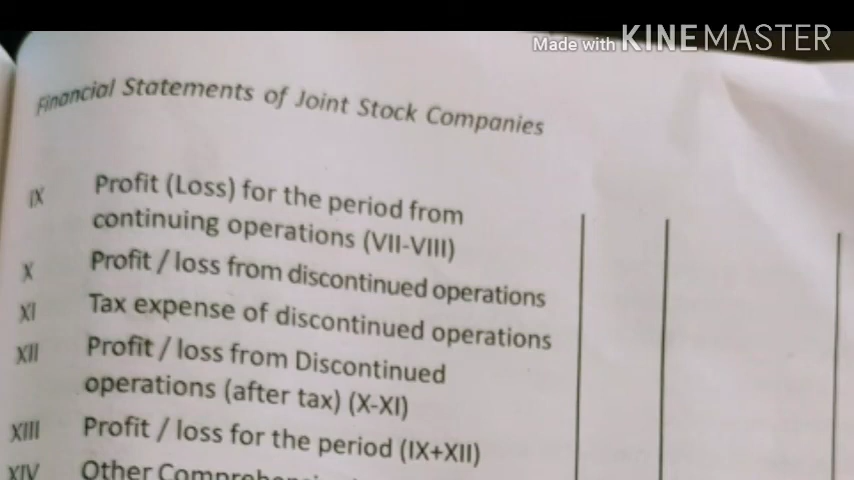 Made with KINEMASTER
Financial Statements of Joint Stock Companies
IX Profit (Loss) for the period from
continuing operations (VII-VIII)
X Profit / loss from discontinued operations
XI Tax expense of discontinued operations
XII Profit / loss from Discontinued
operations (after tax) (X-XI)
XIII Profit / loss for the period (IX+XII)
XIV Other